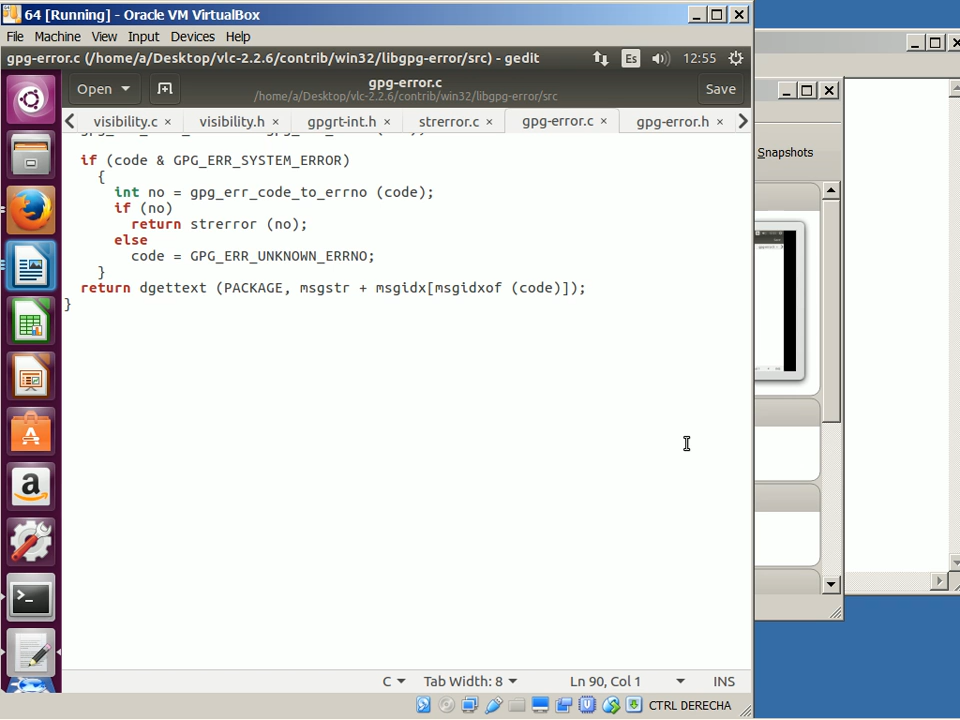 64 [Running] - Oracle VM VirtualBox
File Machine View Input Devices Help
gpg-error.c (/home/a/Desktop/vlc-2.2.6/contrib/win32/libgpg-error/src) - gedit
Es
12:55
Open
gpg-error.c
/home/a/Desktop/vlc-2.2.6/contrib/win32/libgpg-error/src
Save
visibility.c × visibility.h × gpgrt-int.h × strerror.c × gpg-error.c × gpg-error.h ×
Snapshots
if (code & GPG_ERR_SYSTEM_ERROR)
{
int no = gpg_err_code_to_errno (code);
if (no)
return strerror (no);
else
code = GPG_ERR_UNKNOWN_ERRNO;
}
return dgettext (PACKAGE, msgstr + msgidx[msgidxof (code)]);
}
C Tab Width: 8 Ln 90, Col 1 INS
CTRL DERECHA